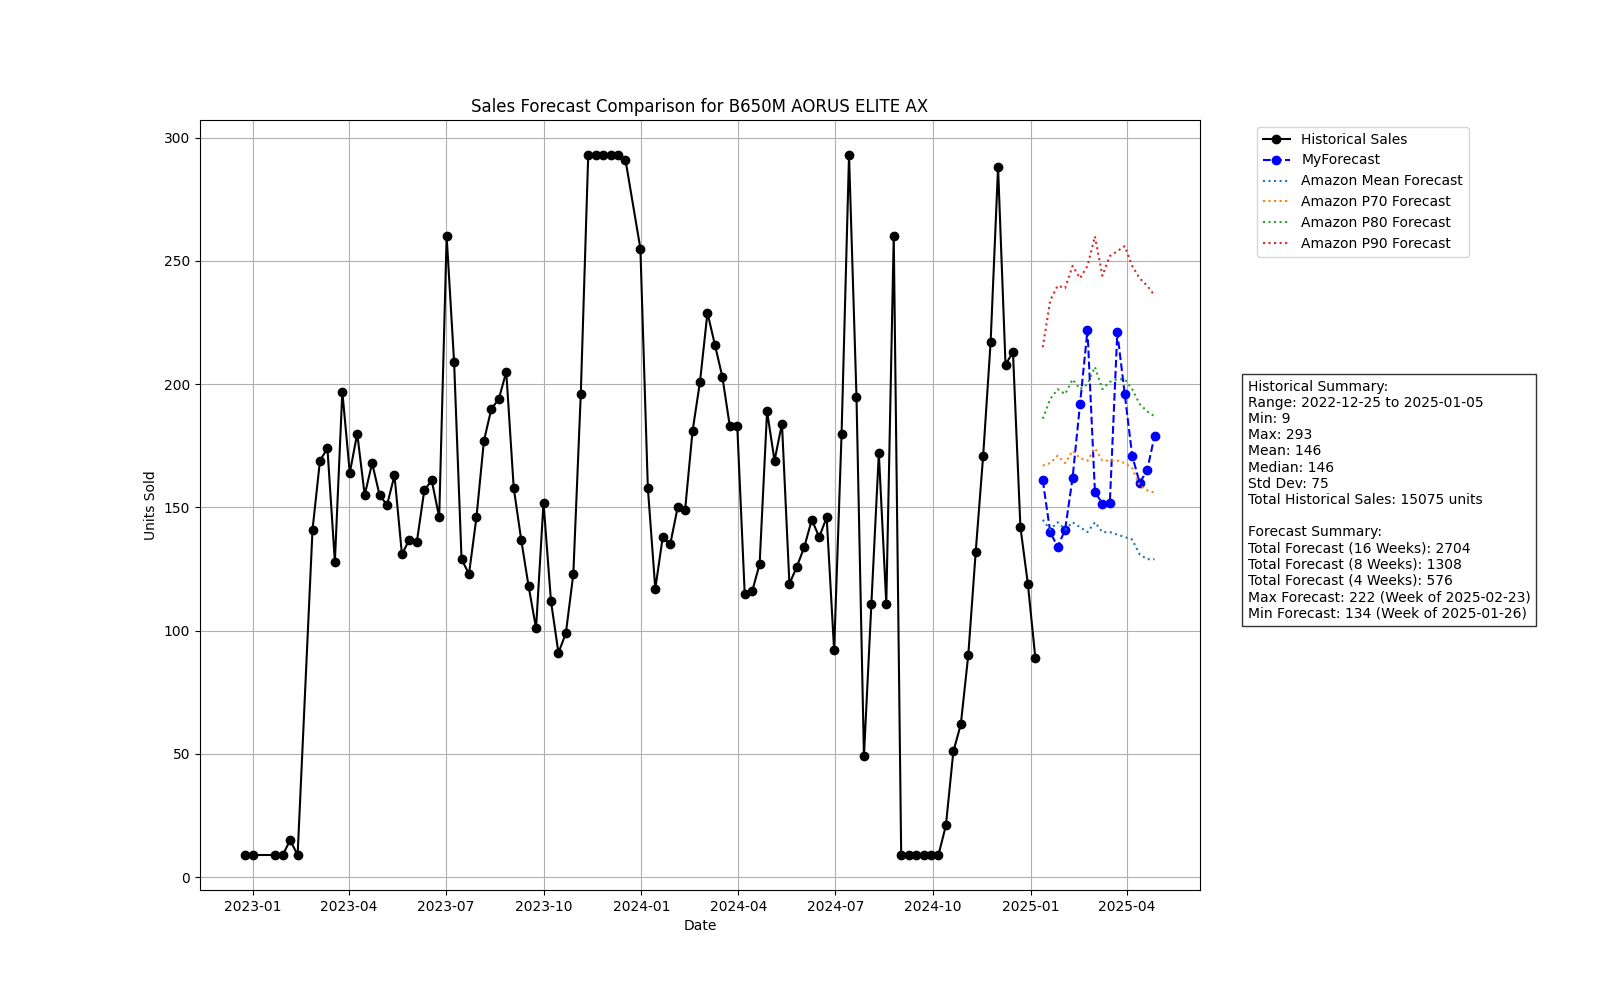 Sales Forecast Comparison for B650M AORUS ELITE AX
300
250
200
150
100
50
0
Units Sold
2023-01
2023-04
2023-07
2023-10
2024-01
2024-04
2024-07
2024-10
2025-01
2025-04
Date
Historical Sales
MyForecast
Amazon Mean Forecast
Amazon P70 Forecast
Amazon P80 Forecast
Amazon P90 Forecast
Historical Summary:
Range: 2022-12-25 to 2025-01-05
Min: 9
Max: 293
Mean: 146
Median: 146
Std Dev: 75
Total Historical Sales: 15075 units
Forecast Summary:
Total Forecast (16 Weeks): 2704
Total Forecast (8 Weeks): 1308
Total Forecast (4 Weeks): 576
Max Forecast: 222 (Week of 2025-02-23)
Min Forecast: 134 (Week of 2025-01-26)